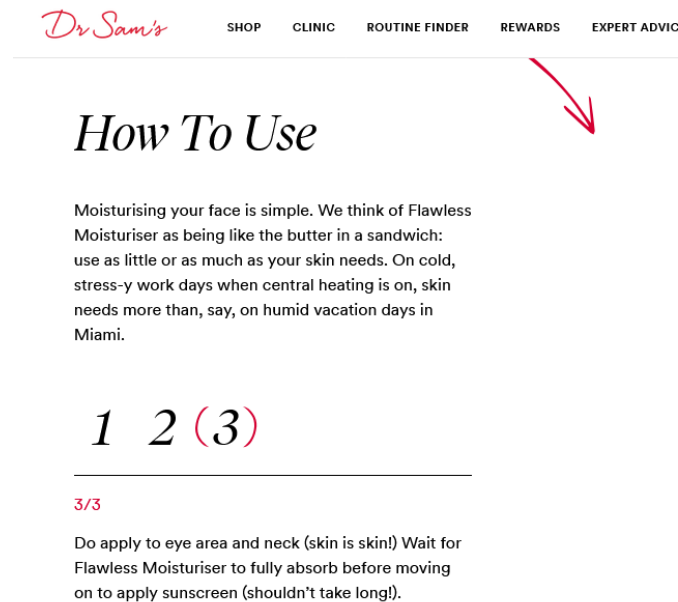 Dr Sam's
SHOP CLINIC ROUTINE FINDER REWARDS EXPERT ADVIC
How To Use
Moisturising your face is simple. We think of Flawless
Moisturiser as being like the butter in a sandwich:
use as little or as much as your skin needs. On cold,
stress-y work days when central heating is on, skin
needs more than, say, on humid vacation days in
Miami.
1 2 (3)
3/3
Do apply to eye area and neck (skin is skin!) Wait for
Flawless Moisturiser to fully absorb before moving
on to apply sunscreen (shouldn't take long!).